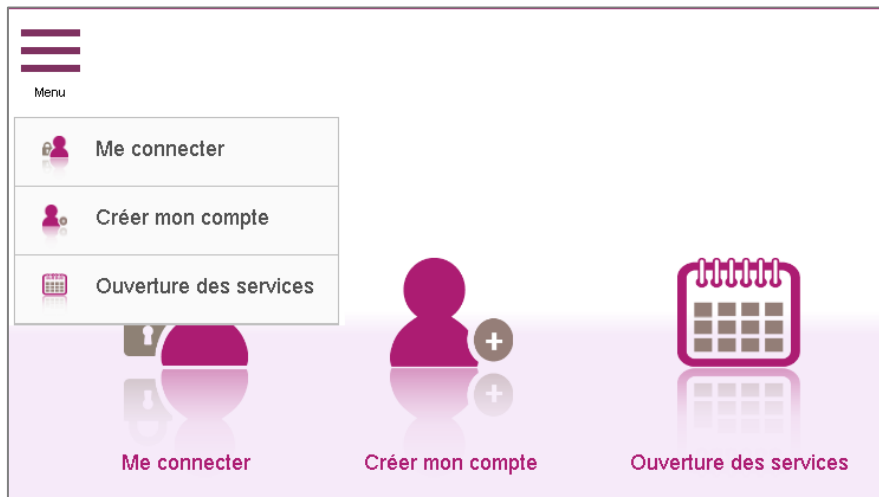 Menu
Me connecter
Créer mon compte
Ouverture des services
Me connecter
Créer mon compte
Ouverture des services